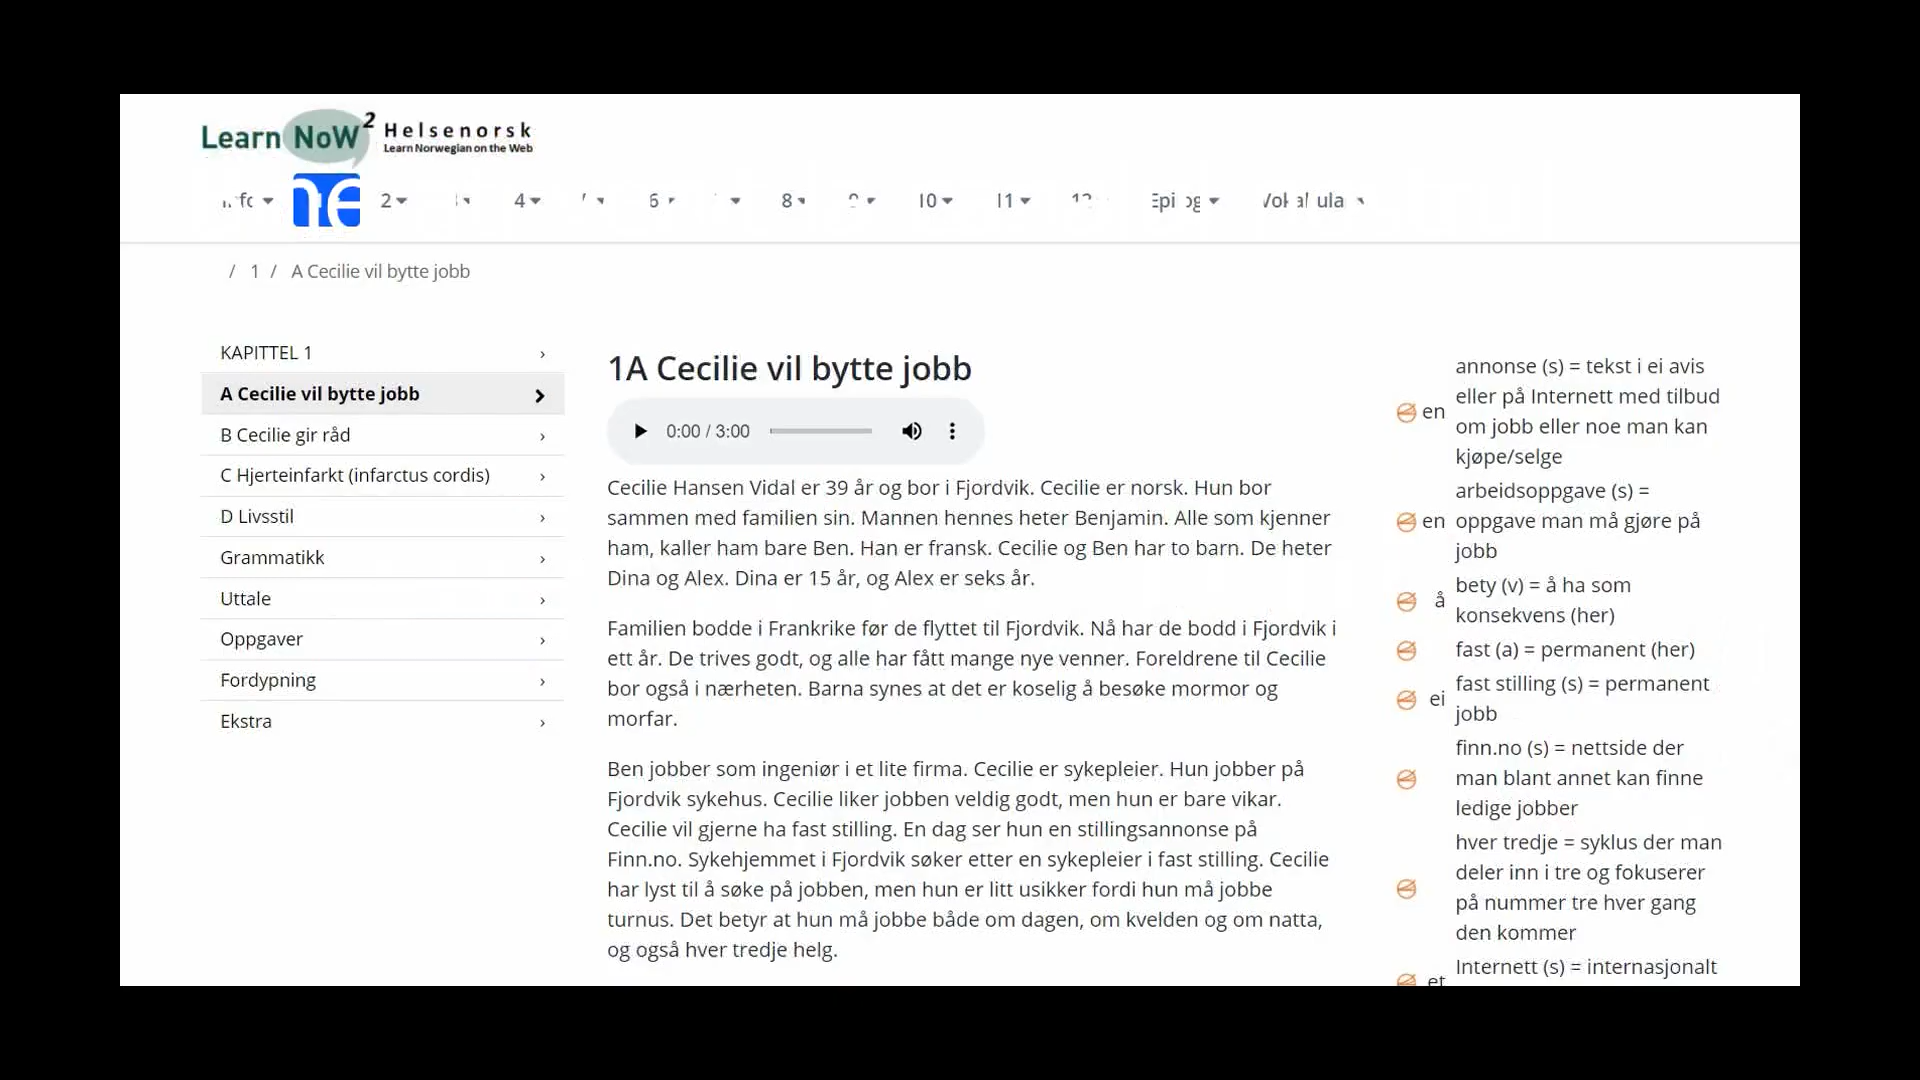 Learn NoW2 Helsenorsk
Learn Norwegian on the Web
2 4 6 8 10 11
/ 1 / A Cecilie vil bytte jobb
KAPITTEL 1
A Cecilie vil bytte jobb
B Cecilie gir råd
C Hjerteinfarkt (infarctus cordis)
D Livsstil
Grammatikk
Uttale
Oppgaver
Fordypning
Ekstra
1A Cecilie vil bytte jobb
0:00 / 3:00
Cecilie Hansen Vidal er 39 år og bor i Fjordvik. Cecilie er norsk. Hun bor
sammen med familien sin. Mannen hennes heter Benjamin. Alle som kjenner
ham, kaller ham bare Ben. Han er fransk. Cecilie og Ben har to barn. De heter
Dina og Alex. Dina er 15 år, og Alex er seks år.
Familien bodde i Frankrike før de flyttet til Fjordvik. Nå har de bodd i Fjordvik i
ett år. De trives godt, og alle har fått mange nye venner. Foreldrene til Cecilie
bor også i nærheten. Barna synes at det er koselig å besøke mormor og
morfar.
Ben jobber som ingeniør i et lite firma. Cecilie er sykepleier. Hun jobber på
Fjordvik sykehus. Cecilie liker jobben veldig godt, men hun er bare vikar.
Cecilie vil gjerne ha fast stilling. En dag ser hun en stillingsannonse på
Finn.no. Sykehjemmet i Fjordvik søker etter en sykepleier i fast stilling. Cecilie
har lyst til å søke på jobben, men hun er litt usikker fordi hun må jobbe
turnus. Det betyr at hun må jobbe både om dagen, om kvelden og om natta,
og også hver tredje helg.
annonse (s) = tekst i ei avis
eller på Internett med tilbud
en
om jobb eller noe man kan
kjøpe/selge
arbeidsoppgave (s) =
en oppgave man må gjøre på
jobb
bety (v) = å ha som
å
konsekvens (her)
fast (a) = permanent (her)
fast stilling (s) = permanent
ei
jobb
finn.no (s) = nettside der
man blant annet kan finne
ledige jobber
hver tredje = syklus der man
deler inn i tre og fokuserer
på nummer tre hver gang
den kommer
Internett (s) = internasjonalt
et